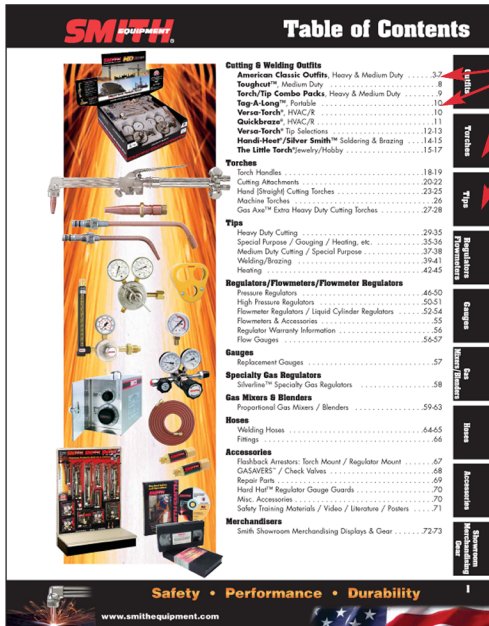 SMITH EQUIPMENT®
Table of Contents
Cutting & Welding Outfits
American Classic Outfits, Heavy & Medium Duty . . . . . .3-7
Toughcut™, Medium Duty . . . . . . . . . . . . . . . . . . . . . . . .8
Torch/Tip Combo Packs, Heavy & Medium Duty . . . . . . . .9
Tag-A-Long™, Portable . . . . . . . . . . . . . . . . . . . . . . . . .10
Versa-Torch®, HVAC/R . . . . . . . . . . . . . . . . . . . . . . . . .10
Quickbraze®, HVAC/R . . . . . . . . . . . . . . . . . . . . . . . . .11
Versa-Torch® Tip Selections . . . . . . . . . . . . . . . . . . .12-13
Handi-Heet®/Silver Smith™ Soldering & Brazing . . . .14-15
The Little Torch®Jewelry/Hobby . . . . . . . . . . . . . . . .15-17
Torches
Torch Handles . . . . . . . . . . . . . . . . . . . . . . . . . . . .18-19
Cutting Attachments . . . . . . . . . . . . . . . . . . . . . . . .20-22
Hand (Straight) Cutting Torches . . . . . . . . . . . . . . . .23-25
Machine Torches . . . . . . . . . . . . . . . . . . . . . . . . . . . .26
Gas Axe™ Extra Heavy Duty Cutting Torches . . . . . . .27-28
Tips
Heavy Duty Cutting . . . . . . . . . . . . . . . . . . . . . . . .29-35
Special Purpose / Gouging / Heating, etc. . . . . . . . .35-36
Medium Duty Cutting / Special Purpose . . . . . . . . . .37-38
Welding/Brazing . . . . . . . . . . . . . . . . . . . . . . . . . .39-41
Heating . . . . . . . . . . . . . . . . . . . . . . . . . . . . . . . .42-45
Regulators/Flowmeters/Flowmeter Regulators
Pressure Regulators . . . . . . . . . . . . . . . . . . . . . . . .46-50
High Pressure Regulators . . . . . . . . . . . . . . . . . . . .50-51
Flowmeter Regulators / Liquid Cylinder Regulators . . . .52-54
Flowmeters & Accessories . . . . . . . . . . . . . . . . . . . . . .55
Regulator Warranty Information . . . . . . . . . . . . . . . . . .56
Flow Gauges . . . . . . . . . . . . . . . . . . . . . . . . . . . . .56-57
Gauges
Replacement Gauges . . . . . . . . . . . . . . . . . . . . . . . . .57
Specialty Gas Regulators
Silverline™ Specialty Gas Regulators . . . . . . . . . . . . . .58
Gas Mixers & Blenders
Proportional Gas Mixers / Blenders . . . . . . . . . . . . .59-63
Hoses
Welding Hoses . . . . . . . . . . . . . . . . . . . . . . . . . . .64-65
Fittings . . . . . . . . . . . . . . . . . . . . . . . . . . . . . . . . . .66
Accessories
Flashback Arrestors: Torch Mount / Regulator Mount . . . . . .67
GASAVERS™ / Check Valves . . . . . . . . . . . . . . . . . . . .68
Repair Parts . . . . . . . . . . . . . . . . . . . . . . . . . . . . . . .69
Hard Hat™ Regulator Gauge Guards . . . . . . . . . . . . . .70
Misc. Accessories . . . . . . . . . . . . . . . . . . . . . . . . . . .70
Safety Training Materials / Video / Literature / Posters . . . .71
Merchandisers
Smith Showroom Merchandising Displays & Gear . . . . . .72-73
Outfits
Torches
Tips
Regulators
Flowmeters
Gauges
Gas
Mixers/Blenders
Hoses
Accessories
Showroom
Merchandising
Gear
1
Safety • Performance • Durability
www.smithequipment.com